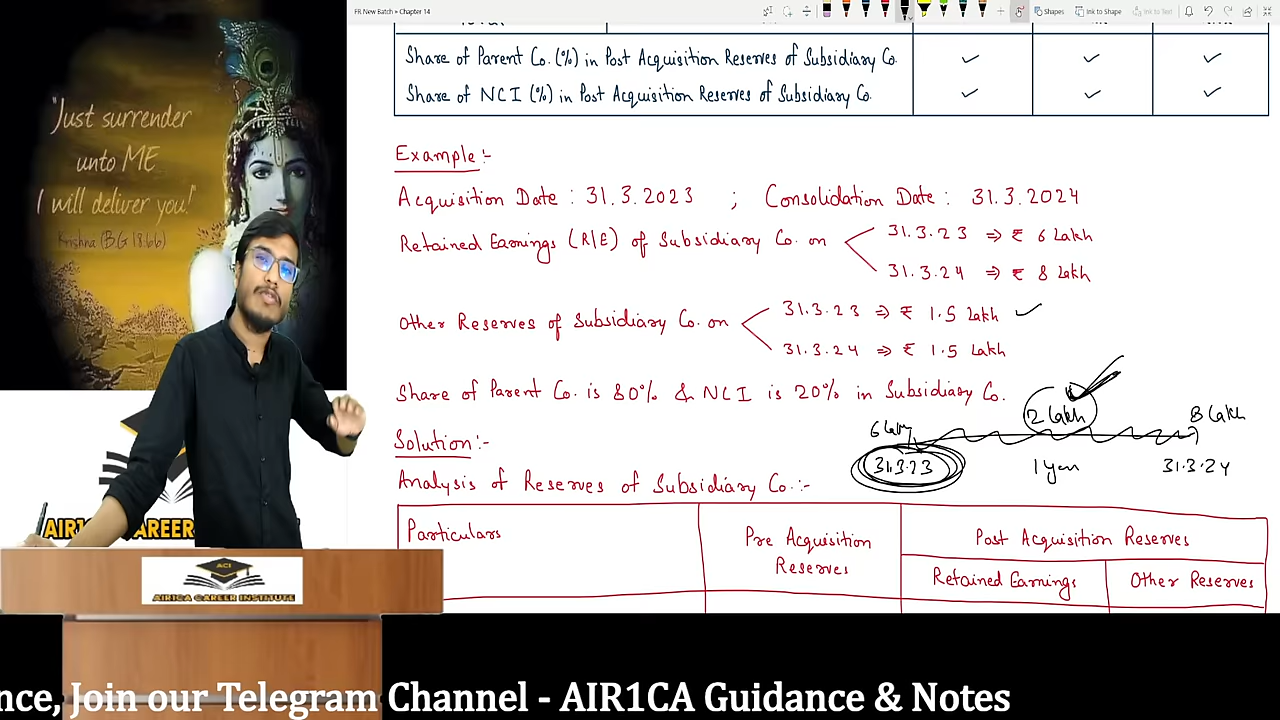 FR New Batch » Chapter 14
Shapes
Ink to Shape
Ink to Text
Share of Parent Co. (%) in Post Acquisition Reserves of Subsidiary Co.
Share of NCI (%) in Post Acquisition Reserves of Subsidiary Co.
"Just surrender
unto ME
I will deliver you!"
Krishna (BG 18:66)
Example:-
Acquisition Date : 31.3.2023 ; Consolidation Date : 31.3.2024
Retained Earnings (R/E) of Subsidiary Co. on
31.3.23 ⇒ ₹ 6 Lakh
31.3.24 ⇒ ₹ 8 Lakh
Other Reserves of Subsidiary Co. on
31.3.23 ⇒ ₹ 1.5 Lakh
31.3.24 ⇒ ₹ 1.5 Lakh
Share of Parent Co. is 80% & NCI is 20% in Subsidiary Co.
6 Lakh
2 Lakh
8 Lakh
31.3.23
1 year
31.3.24
Solution:-
Analysis of Reserves of Subsidiary Co.:-
Particulars
Pre Acquisition
Reserves
Post Acquisition Reserves
Retained Earnings
Other Reserves
ACI
AIR1CA CAREER INSTITUTE
nce, Join our Telegram Channel - AIR1CA Guidance & Notes